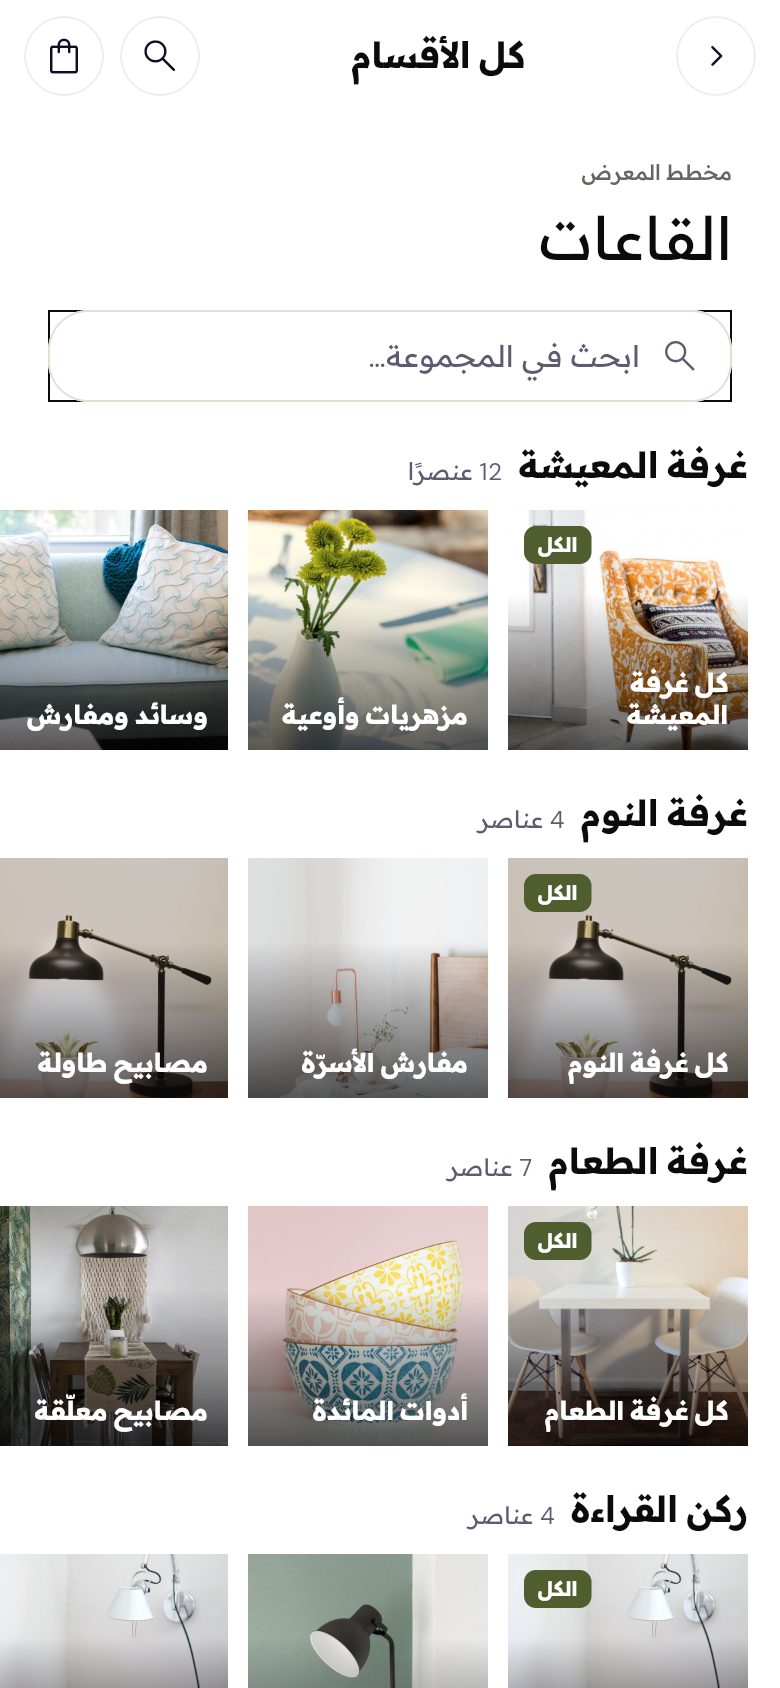 كل الأقسام
مخطط المعرض
القاعات
ابحث في المجموعة...
غرفة المعيشة 12 عنصرًا
الكل
كل غرفة
المعيشة
مزهريات وأوعية
وسائد ومفارش
غرفة النوم 4 عناصر
الكل
كل غرفة النوم
مفارش الأسرّة
مصابيح طاولة
غرفة الطعام 7 عناصر
الكل
كل غرفة الطعام
أدوات المائدة
مصابيح معلّقة
ركن القراءة 4 عناصر
الكل